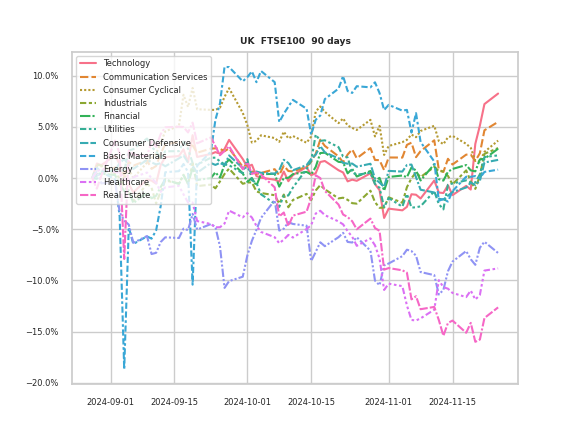 UK  FTSE100  90 days
10.0%
5.0%
0.0%
−5.0%
−10.0%
−15.0%
−20.0%
Technology
Communication Services
Consumer Cyclical
Industrials
Financial
Utilities
Consumer Defensive
Basic Materials
Energy
Healthcare
Real Estate
2024-09-01 2024-09-15 2024-10-01 2024-10-15 2024-11-01 2024-11-15